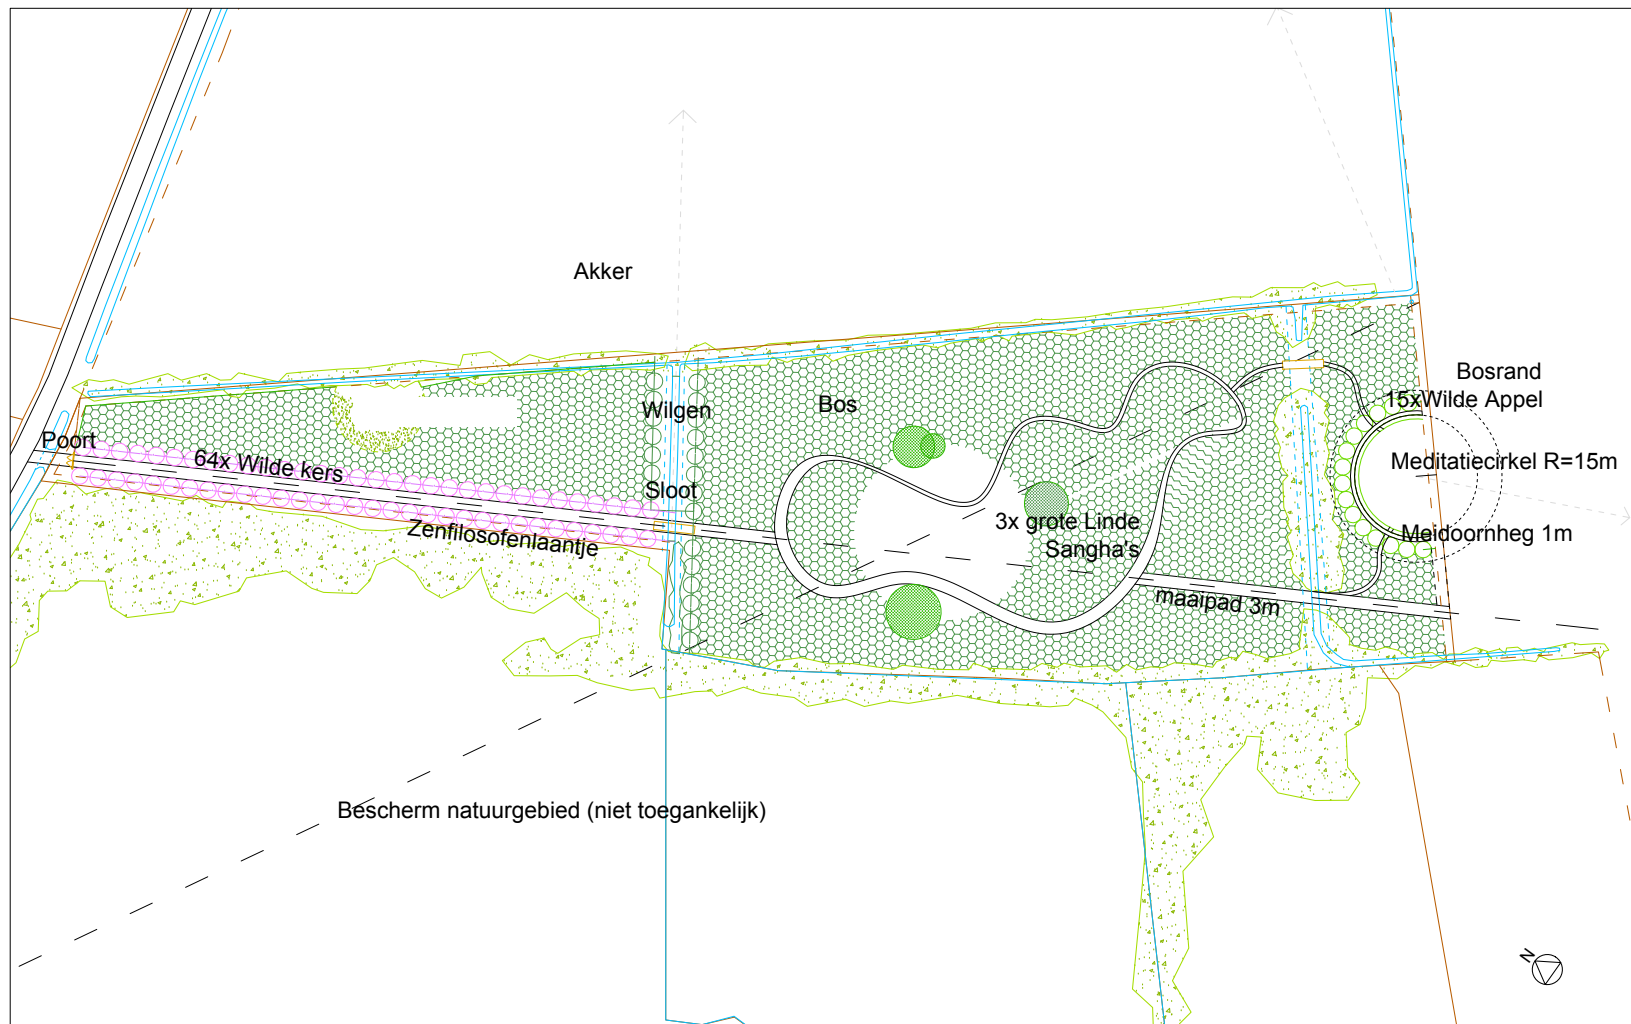 Akker
Bosrand
15xWilde Appel
Wilgen
Bos
Poort
64x Wilde kers
Meditatiecirkel R=15m
Sloot
Zenfilosofenlaantje
3x grote Linde
Sangha's
Meidoornheg 1m
maaipad 3m
Bescherm natuurgebied (niet toegankelijk)
N